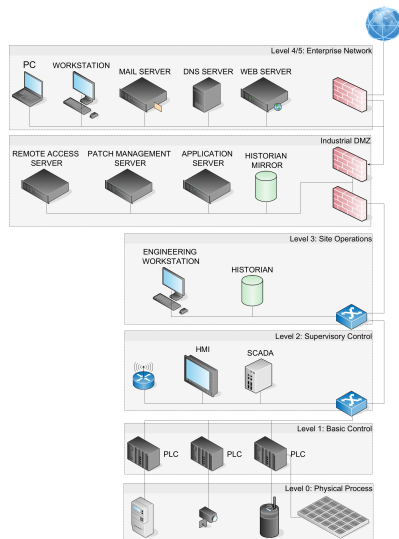 Level 4/5: Enterprise Network
PC
WORKSTATION
MAIL SERVER
DNS SERVER
WEB SERVER
Industrial DMZ
REMOTE ACCESS
SERVER
PATCH MANAGEMENT
SERVER
APPLICATION
SERVER
HISTORIAN
MIRROR
Level 3: Site Operations
ENGINEERING
WORKSTATION
HISTORIAN
Level 2: Supervisory Control
HMI
SCADA
Level 1: Basic Control
PLC
PLC
PLC
Level 0: Physical Process